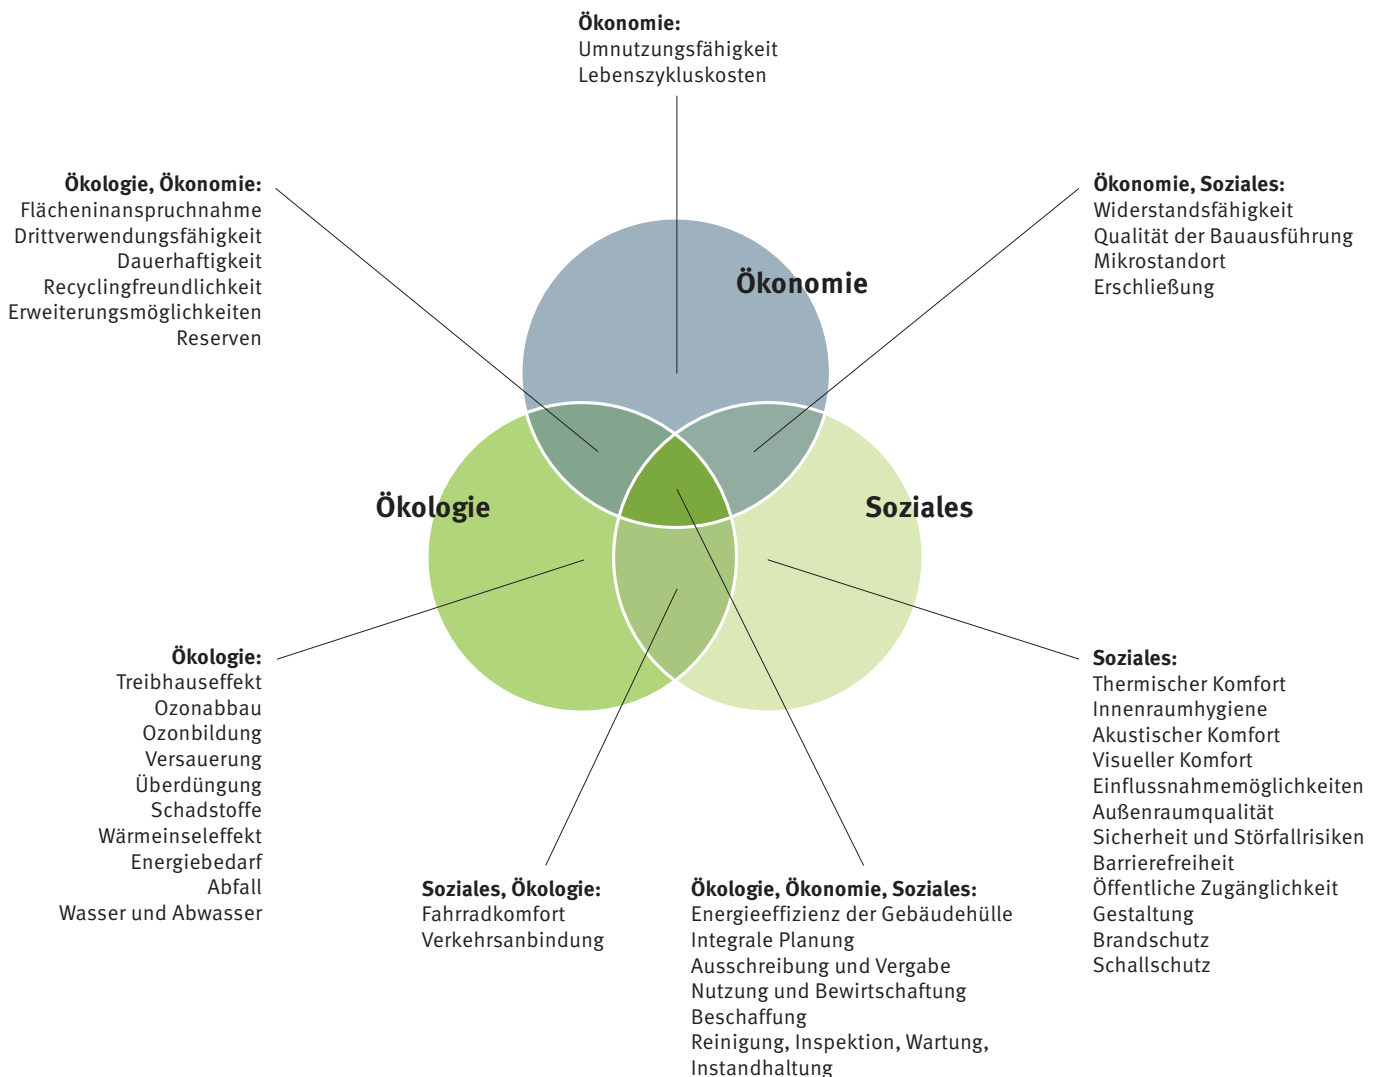 Ökonomie:
Umnutzungsfähigkeit
Lebenszykluskosten
Ökologie, Ökonomie:
Flächeninanspruchnahme
Drittverwendungsfähigkeit
Dauerhaftigkeit
Recyclingfreundlichkeit
Erweiterungsmöglichkeiten
Reserven
Ökonomie, Soziales:
Widerstandsfähigkeit
Qualität der Bauausführung
Mikrostandort
Erschließung
Ökonomie
Ökologie
Soziales
Ökologie:
Treibhauseffekt
Ozonabbau
Ozonbildung
Versauerung
Überdüngung
Schadstoffe
Wärmeinseleffekt
Energiebedarf
Abfall
Wasser und Abwasser
Soziales, Ökologie:
Fahrradkomfort
Verkehrsanbindung
Ökologie, Ökonomie, Soziales:
Energieeffizienz der Gebäudehülle
Integrale Planung
Ausschreibung und Vergabe
Nutzung und Bewirtschaftung
Beschaffung
Reinigung, Inspektion, Wartung,
Instandhaltung
Soziales:
Thermischer Komfort
Innenraumhygiene
Akustischer Komfort
Visueller Komfort
Einflussnahmemöglichkeiten
Außenraumqualität
Sicherheit und Störfallrisiken
Barrierefreiheit
Öffentliche Zugänglichkeit
Gestaltung
Brandschutz
Schallschutz